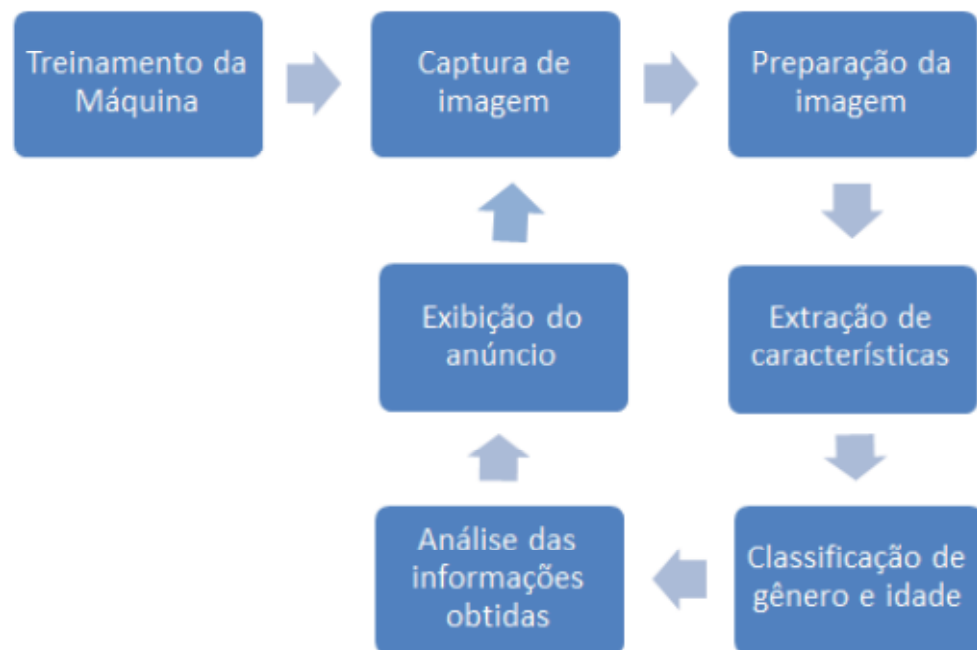 Treinamento da
Máquina
Captura de
imagem
Preparação da
imagem
Extração de
características
Classificação de
gênero e idade
Análise das
informações
obtidas
Exibição do
anúncio